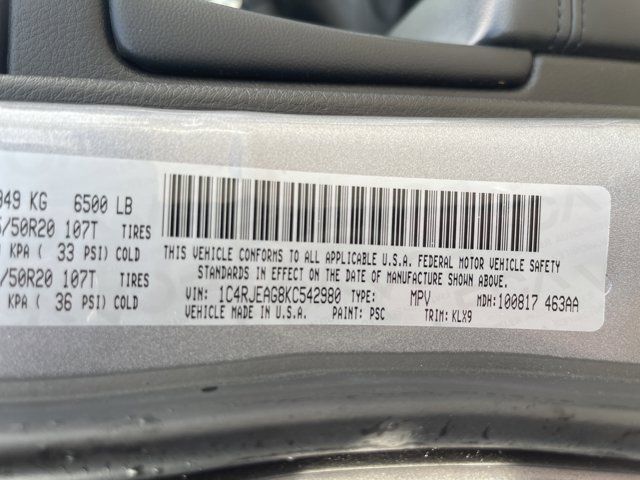 949 KG 6500 LB
/50R20 107T TIRES
KPA ( 33 PSI) COLD
/50R20 107T TIRES
KPA ( 36 PSI) COLD
THIS VEHICLE CONFORMS TO ALL APPLICABLE U.S.A. FEDERAL MOTOR VEHICLE SAFETY
STANDARDS IN EFFECT ON THE DATE OF MANUFACTURE SHOWN ABOVE.
VIN: 1C4RJEAG8KC542980 TYPE: MPV MDH:100817 463AA
VEHICLE MADE IN U.S.A. PAINT: PSC TRIM: KLX9